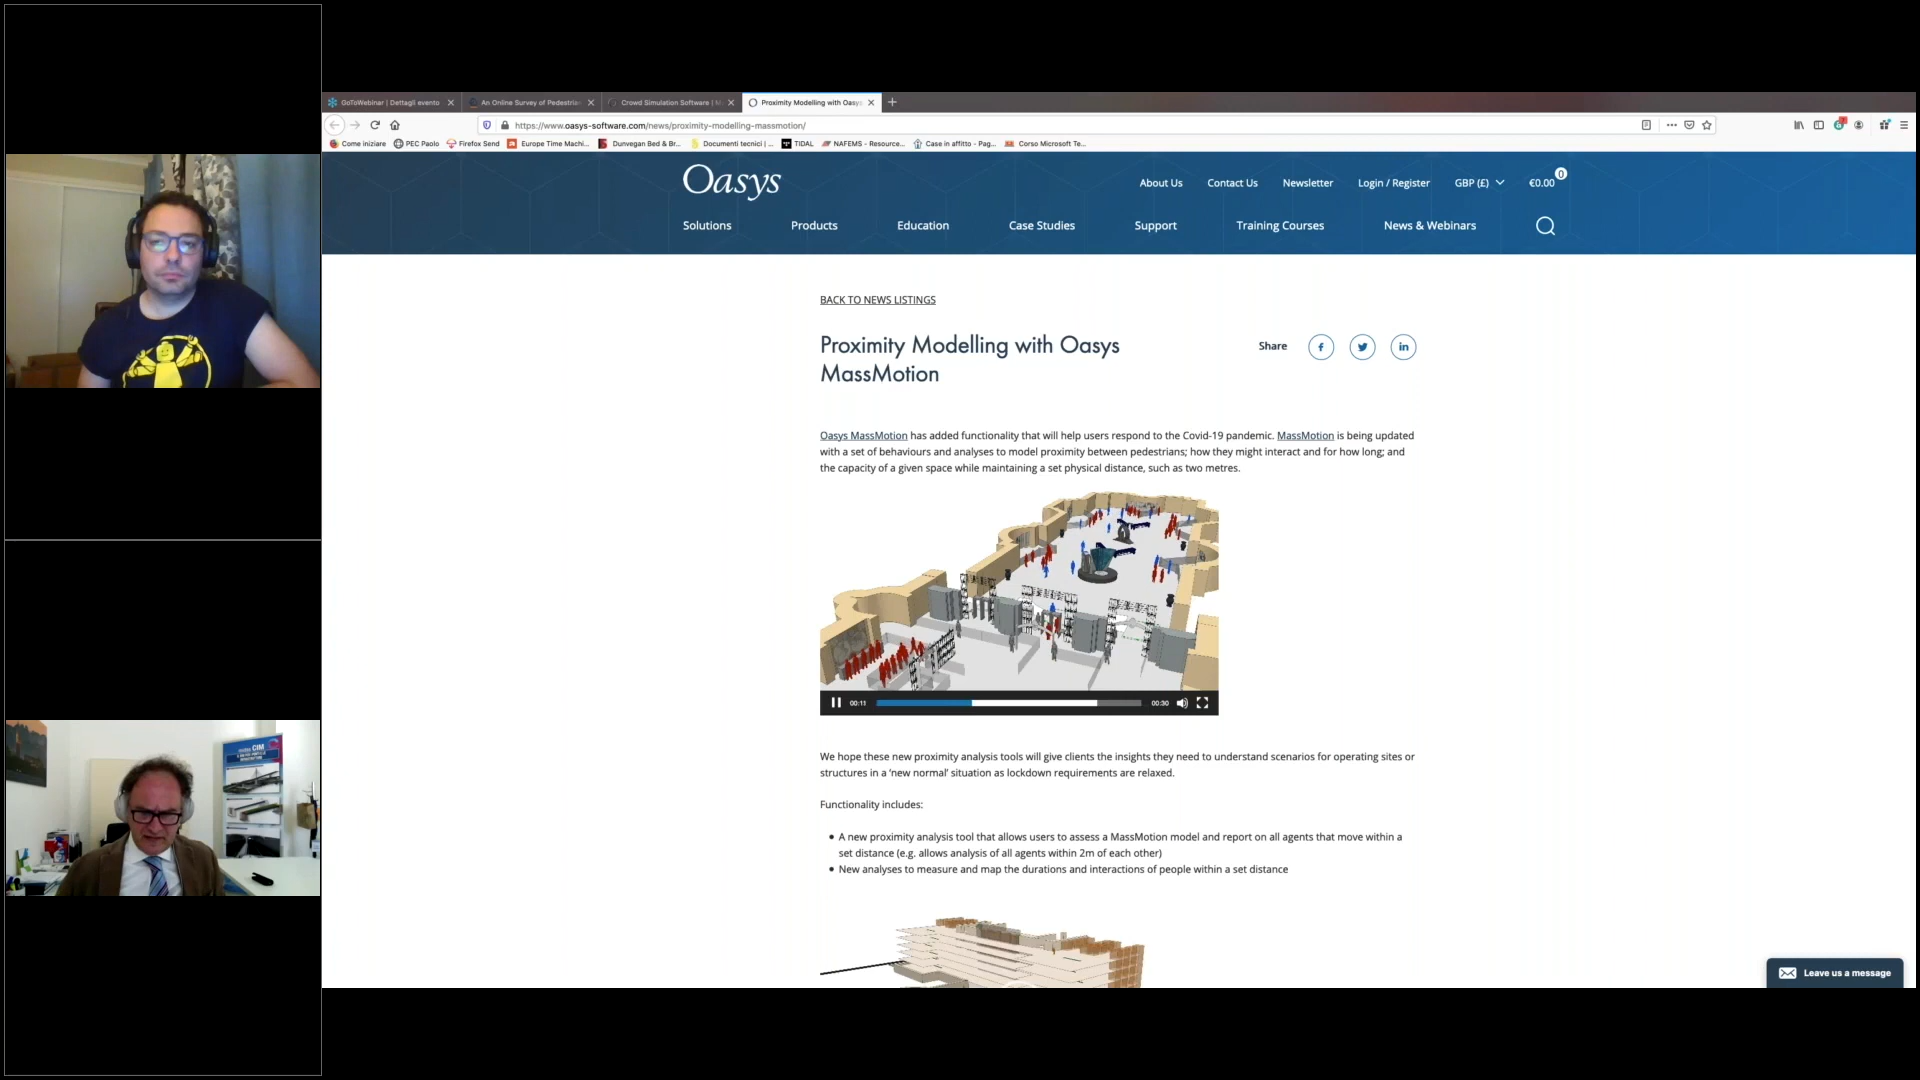 GoToWebinar | Dettagli evento
An Online Survey of Pedestria
Crowd Simulation Software | M
Proximity Modelling with Oasys
https://www.oasys-software.com/news/proximity-modelling-massmotion/
Come iniziare PEC Paolo Firefox Send Europe Time Machi... Dunvegan Bed & Br... Documenti tecnici | ... TIDAL NAFEMS - Resource... Case in affitto - Pag... Corso Microsoft Te...
Oasys
About Us Contact Us Newsletter Login / Register GBP (£) €0.00 0
Solutions Products Education Case Studies Support Training Courses News & Webinars
BACK TO NEWS LISTINGS
Proximity Modelling with Oasys
MassMotion
Share
Oasys MassMotion has added functionality that will help users respond to the Covid-19 pandemic. MassMotion is being updated
with a set of behaviours and analyses to model proximity between pedestrians; how they might interact and for how long; and
the capacity of a given space while maintaining a set physical distance, such as two metres.
00:11 00:30
We hope these new proximity analysis tools will give clients the insights they need to understand scenarios for operating sites or
structures in a ‘new normal’ situation as lockdown requirements are relaxed.
Functionality includes:
A new proximity analysis tool that allows users to assess a MassMotion model and report on all agents that move within a
set distance (e.g. allows analysis of all agents within 2m of each other)
New analyses to measure and map the durations and interactions of people within a set distance
Leave us a message
CIM